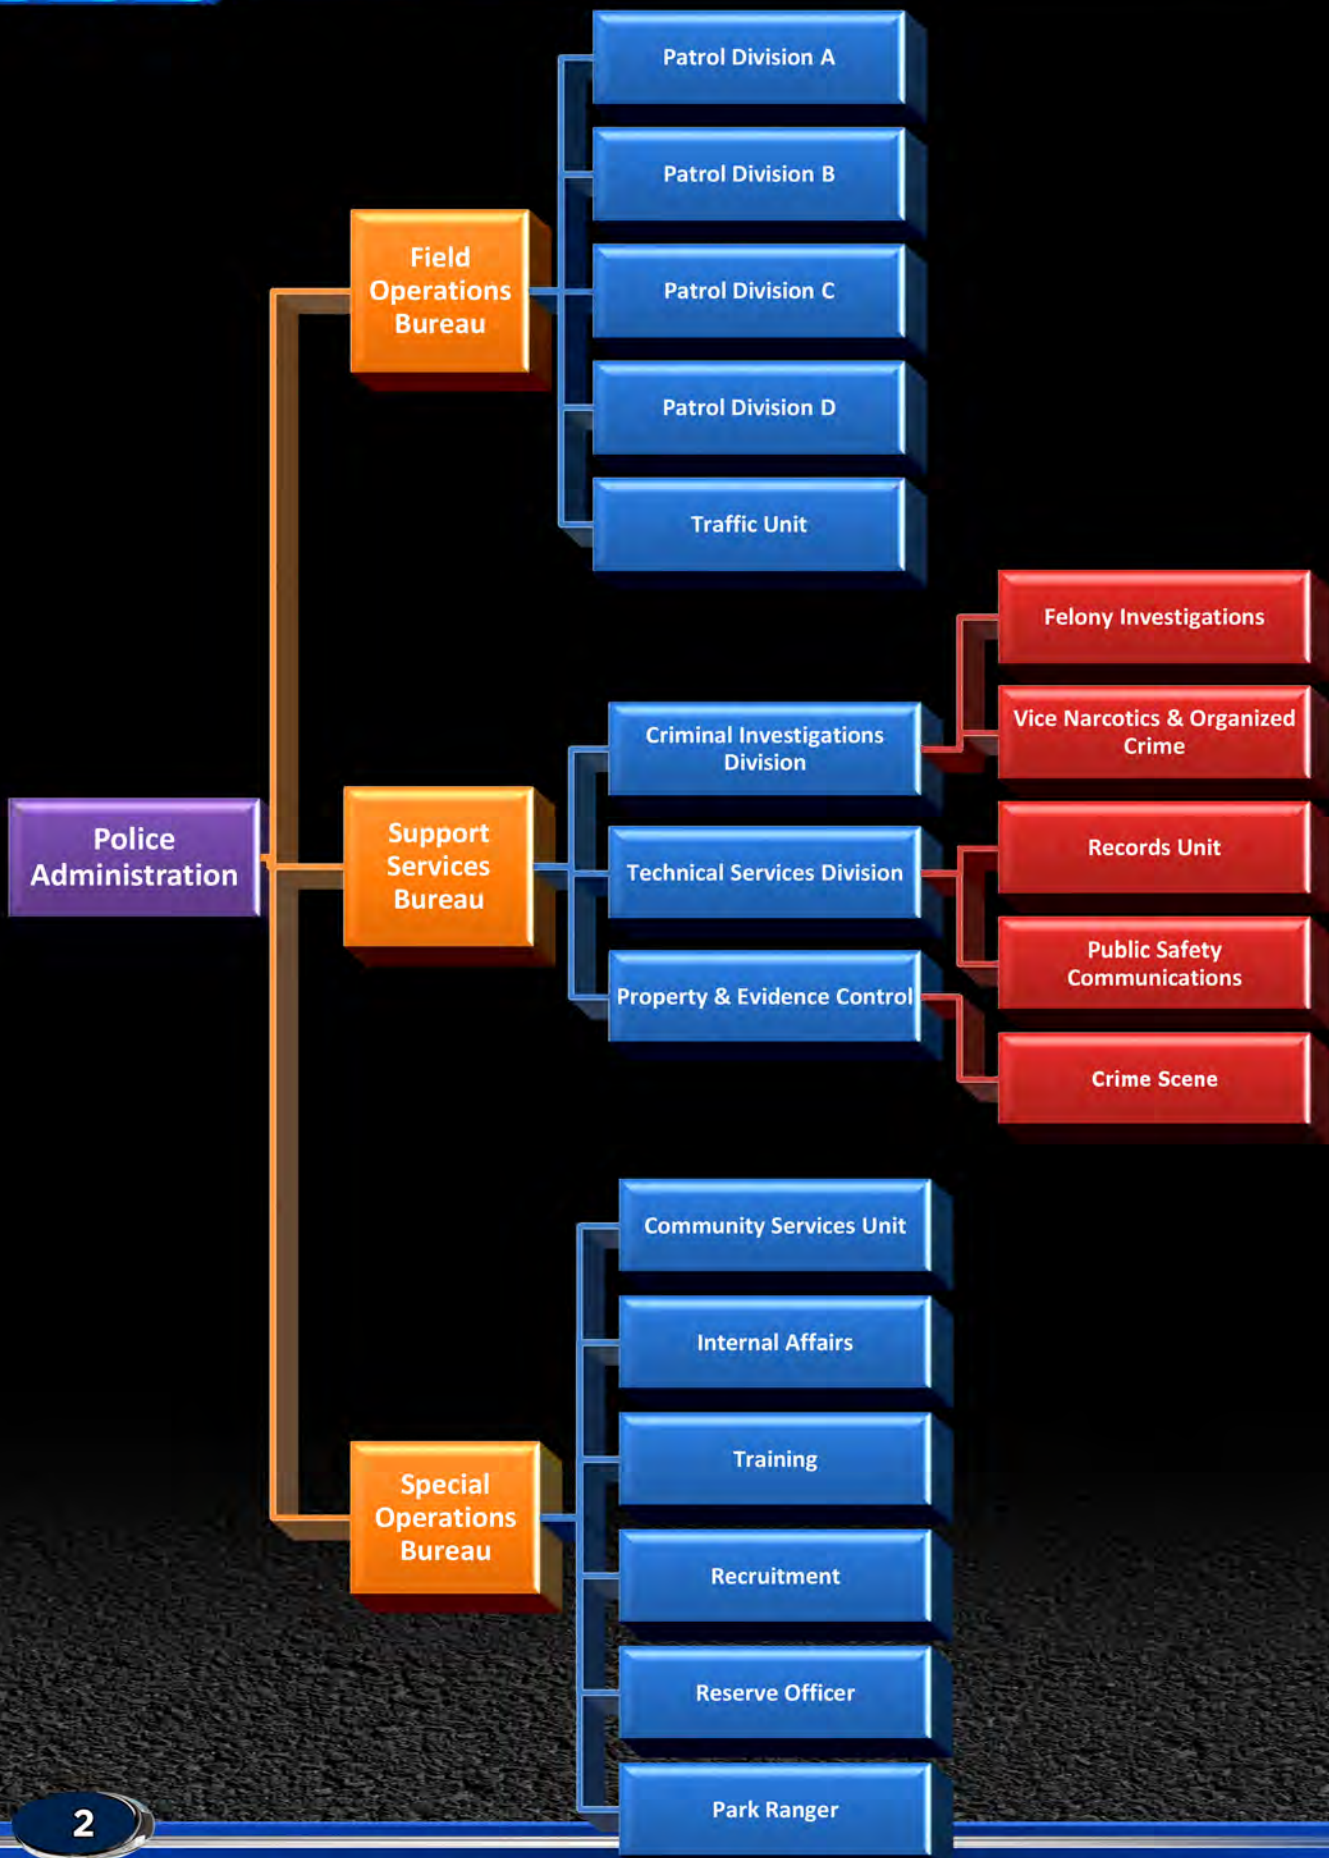 Patrol Division A
Patrol Division B
Field
Operations
Bureau
Patrol Division C
Patrol Division D
Traffic Unit
Felony Investigations
Vice Narcotics & Organized
Crime
Criminal Investigations
Division
Police
Administration
Support
Services
Bureau
Technical Services Division
Records Unit
Public Safety
Communications
Property & Evidence Control
Crime Scene
Community Services Unit
Internal Affairs
Training
Special
Operations
Bureau
Recruitment
Reserve Officer
Park Ranger
2